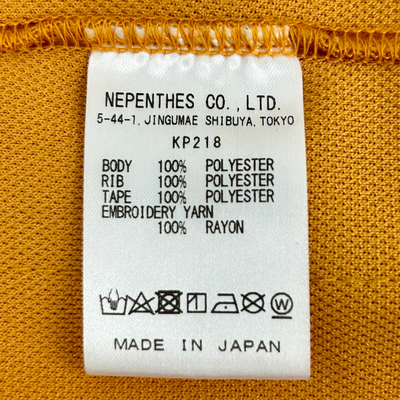 NEPENTHES CO.,LTD.
5-44-1, JINGUMAE SHIBUYA, TOKYO
KP218
BODY 100% POLYESTER
RIB 100% POLYESTER
TAPE 100% POLYESTER
EMBROIDERY YARN
100% RAYON
W
MADE IN JAPAN